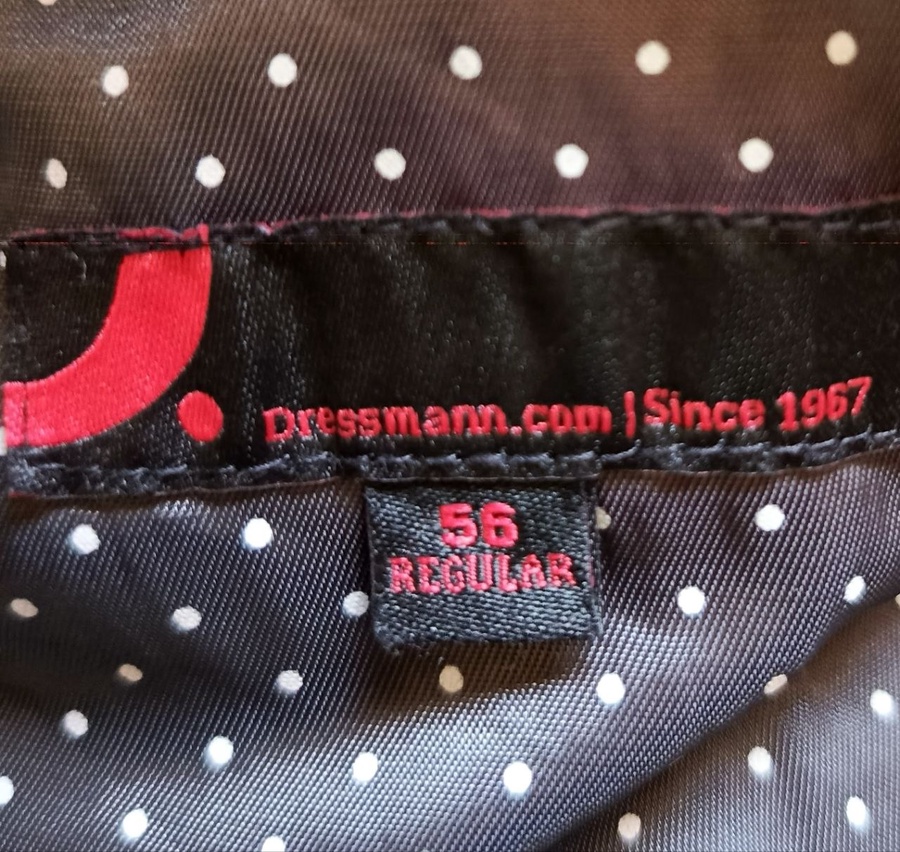 Dressmann.com | Since 1967
56
REGULAR